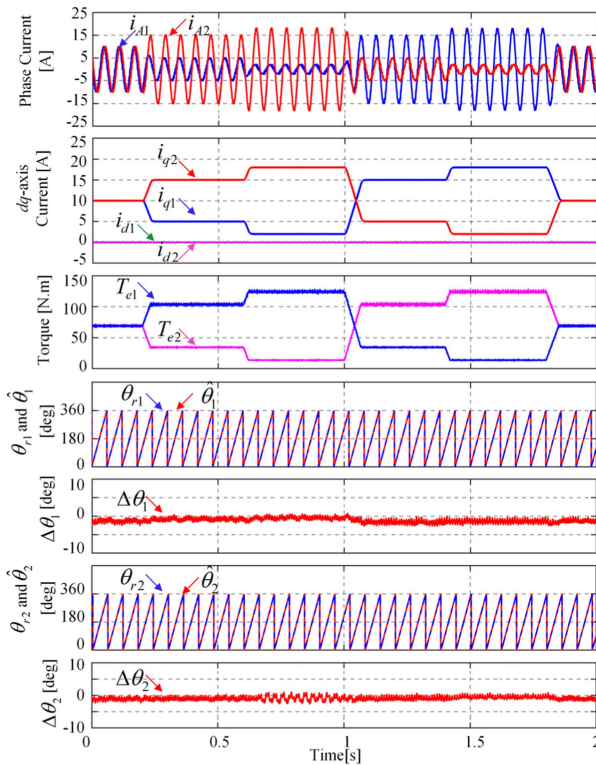 Phase Current
[A]
25
15
5
-5
-15
-25
i_A1
i_A2
dq-axis
Current [A]
25
20
15
10
5
0
-5
i_q2
i_q1
i_d1
i_d2
Torque [N.m]
150
100
50
0
T_e1
T_e2
θ_r1 and θ̂_1
[deg]
360
180
0
θ_r1
θ̂_1
Δθ_1 [deg]
10
0
-10
Δθ_1
θ_r2 and θ̂_2
[deg]
360
180
0
θ_r2
θ̂_2
Δθ_2 [deg]
10
0
-10
Δθ_2
0
0.5
1
1.5
2
Time[s]